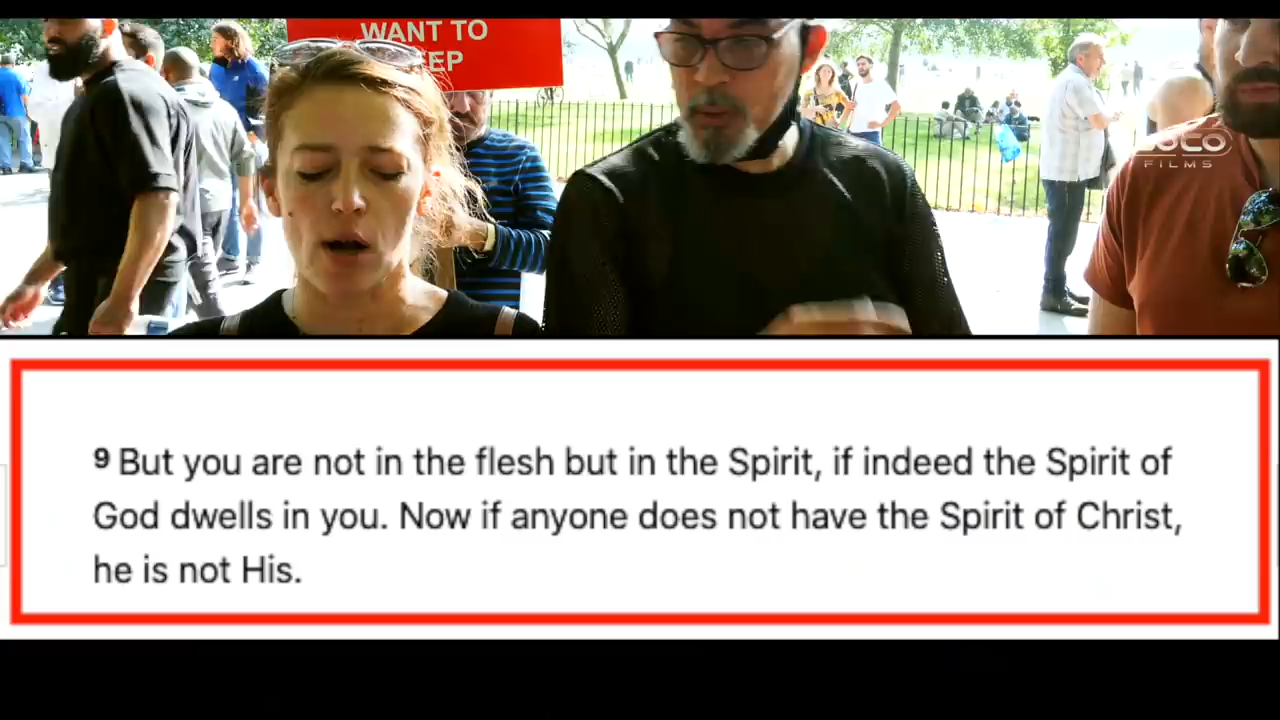 WANT TO
EP
SOCO
FILMS
9 But you are not in the flesh but in the Spirit, if indeed the Spirit of
God dwells in you. Now if anyone does not have the Spirit of Christ,
he is not His.